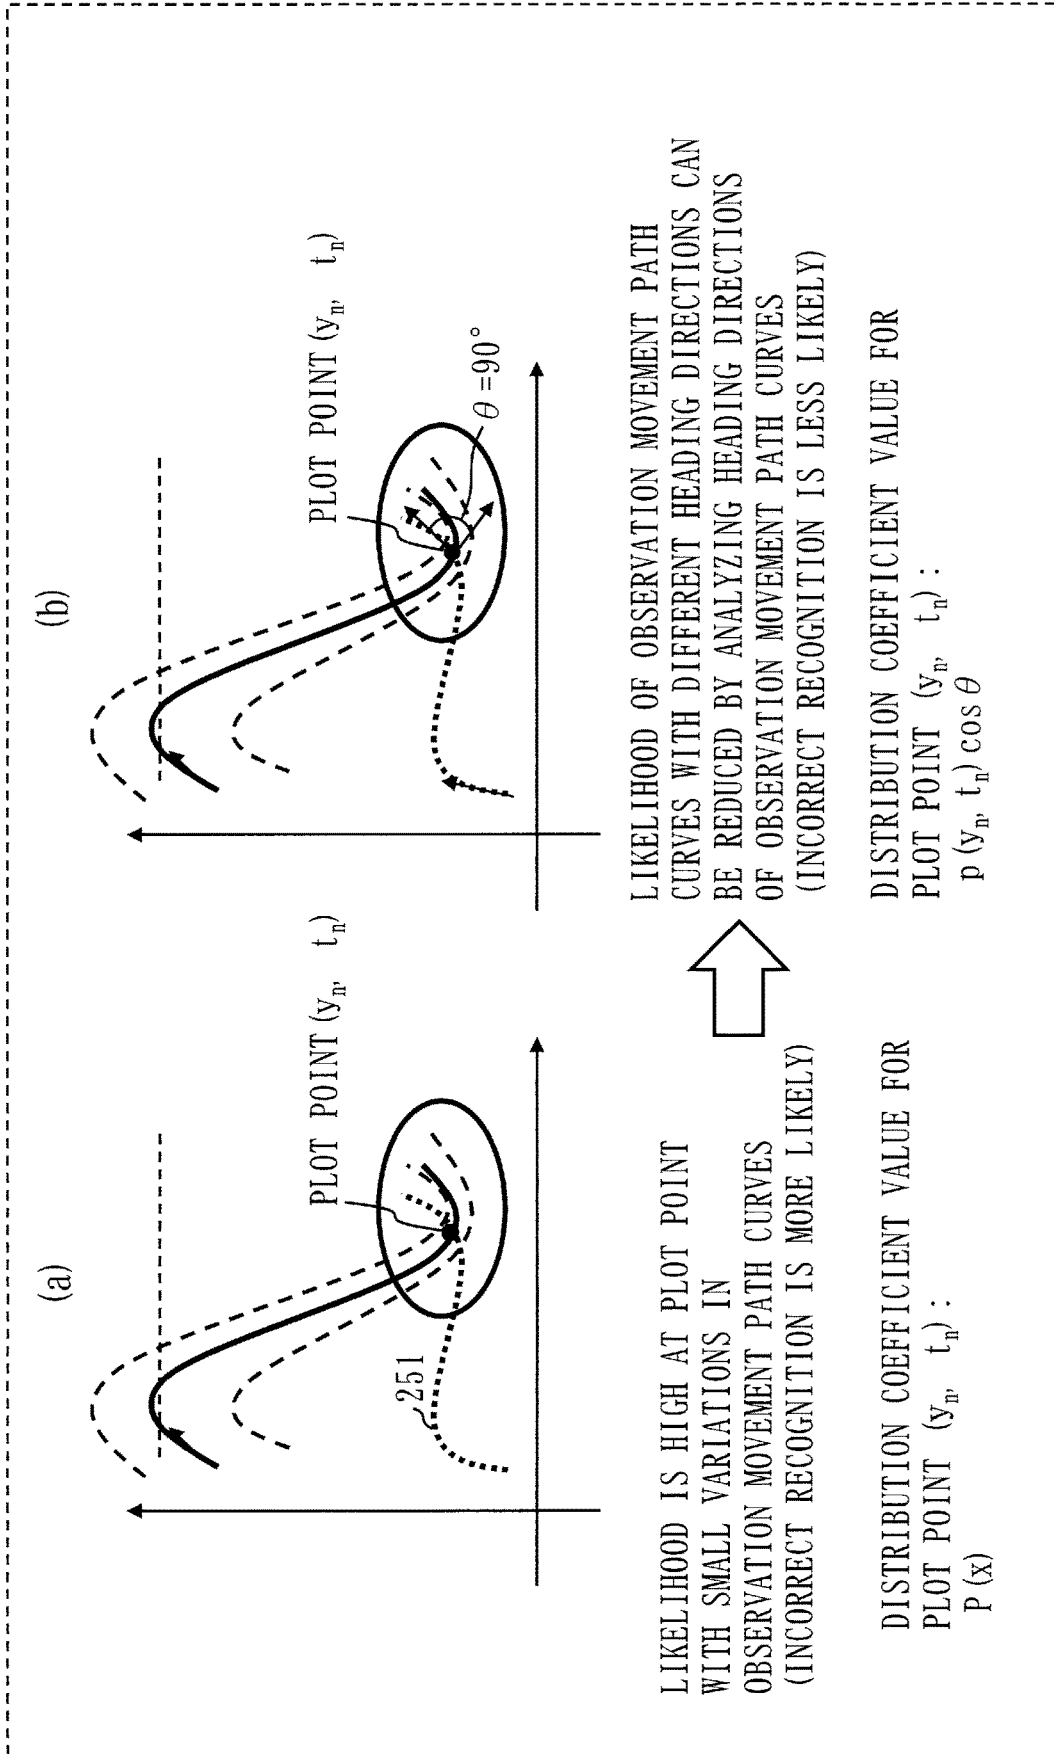 (a)
PLOT POINT (yn, tn)
251
LIKELIHOOD IS HIGH AT PLOT POINT
WITH SMALL VARIATIONS IN
OBSERVATION MOVEMENT PATH CURVES
(INCORRECT RECOGNITION IS MORE LIKELY)
DISTRIBUTION COEFFICIENT VALUE FOR
PLOT POINT (yn, tn) :
P (x)
(b)
PLOT POINT (yn, tn)
θ =90°
LIKELIHOOD OF OBSERVATION MOVEMENT PATH
CURVES WITH DIFFERENT HEADING DIRECTIONS CAN
BE REDUCED BY ANALYZING HEADING DIRECTIONS
OF OBSERVATION MOVEMENT PATH CURVES
(INCORRECT RECOGNITION IS LESS LIKELY)
DISTRIBUTION COEFFICIENT VALUE FOR
PLOT POINT (yn, tn) :
p (yn, tn) cos θ